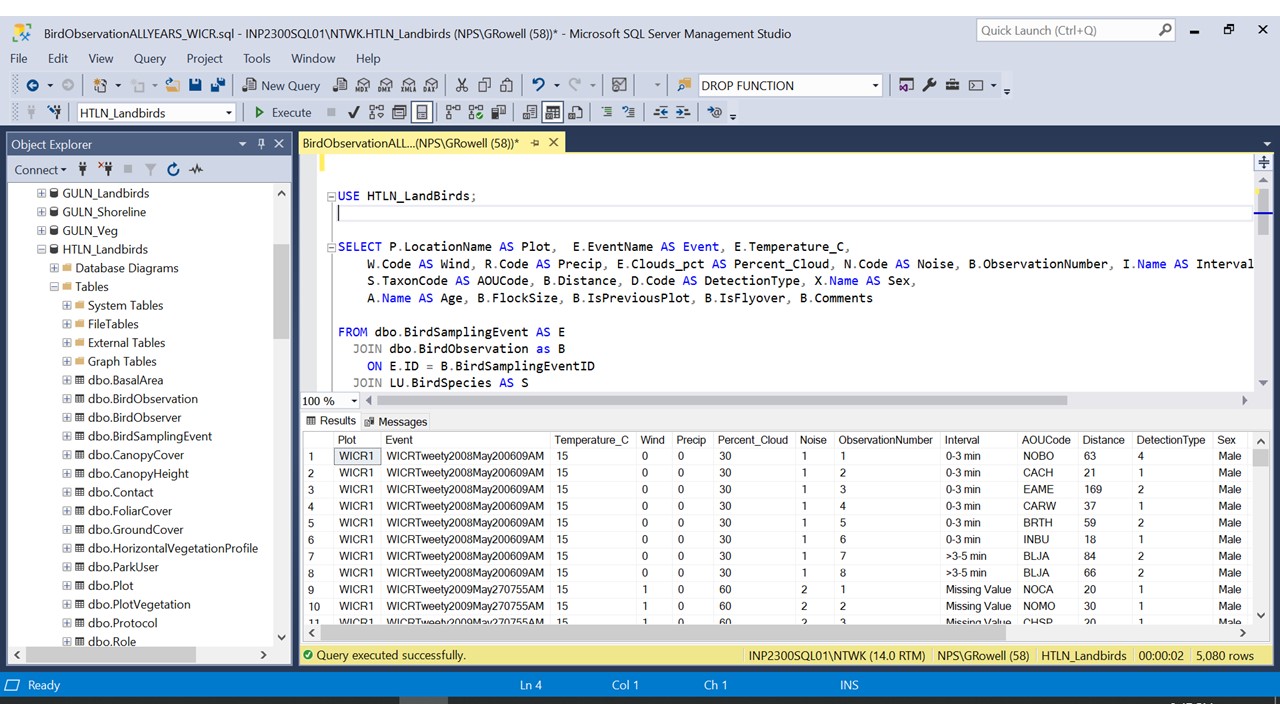 BirdObservationALLYEARS_WICR.sql - INP2300SQL01\NTWK.HTLN_Landbirds (NPS\GRowell (58))* - Microsoft SQL Server Management Studio
Quick Launch (Ctrl+Q)
File Edit View Query Project Tools Window Help
New Query MDX DMX XMLA DAX DROP FUNCTION
HTLN_Landbirds Execute
Object Explorer
Connect
GULN_Landbirds
GULN_Shoreline
GULN_Veg
HTLN_Landbirds
Database Diagrams
Tables
System Tables
FileTables
External Tables
Graph Tables
dbo.BasalArea
dbo.BirdObservation
dbo.BirdObserver
dbo.BirdSamplingEvent
dbo.CanopyCover
dbo.CanopyHeight
dbo.Contact
dbo.FoliarCover
dbo.GroundCover
dbo.HorizontalVegetationProfile
dbo.ParkUser
dbo.Plot
dbo.PlotVegetation
dbo.Protocol
dbo.Role
BirdObservationALL...(NPS\GRowell (58))*
USE HTLN_LandBirds;
SELECT P.LocationName AS Plot, E.EventName AS Event, E.Temperature_C,
W.Code AS Wind, R.Code AS Precip, E.Clouds_pct AS Percent_Cloud, N.Code AS Noise, B.ObservationNumber, I.Name AS Interval
S.TaxonCode AS AOUCode, B.Distance, D.Code AS DetectionType, X.Name AS Sex,
A.Name AS Age, B.FlockSize, B.IsPreviousPlot, B.IsFlyover, B.Comments
FROM dbo.BirdSamplingEvent AS E
JOIN dbo.BirdObservation as B
ON E.ID = B.BirdSamplingEventID
JOIN LU.BirdSpecies AS S
100 %
Results Messages
Plot Event Temperature_C Wind Precip Percent_Cloud Noise ObservationNumber Interval AOUCode Distance DetectionType Sex
1 WICR1 WICRTweety2008May200609AM 15 0 0 30 1 1 0-3 min NOBO 63 4 Male
2 WICR1 WICRTweety2008May200609AM 15 0 0 30 1 2 0-3 min CACH 21 1 Male
3 WICR1 WICRTweety2008May200609AM 15 0 0 30 1 3 0-3 min EAME 169 2 Male
4 WICR1 WICRTweety2008May200609AM 15 0 0 30 1 4 0-3 min CARW 37 1 Male
5 WICR1 WICRTweety2008May200609AM 15 0 0 30 1 5 0-3 min BRTH 59 2 Male
6 WICR1 WICRTweety2008May200609AM 15 0 0 30 1 6 0-3 min INBU 18 1 Male
7 WICR1 WICRTweety2008May200609AM 15 0 0 30 1 7 >3-5 min BLJA 84 2 Male
8 WICR1 WICRTweety2008May200609AM 15 0 0 30 1 8 >3-5 min BLJA 66 2 Male
9 WICR1 WICRTweety2009May270755AM 15 1 0 60 2 1 Missing Value NOCA 20 1 Male
10 WICR1 WICRTweety2009May270755AM 15 1 0 60 2 2 Missing Value NOMO 30 1 Male
11 WICR1 WICRTweety2009May270755AM 15 1 0 60 2 3 Missing Value CHSP 20 1 Male
Query executed successfully. INP2300SQL01\NTWK (14.0 RTM) NPS\GRowell (58) HTLN_Landbirds 00:00:02 5,080 rows
Ready Ln 4 Col 1 Ch 1 INS